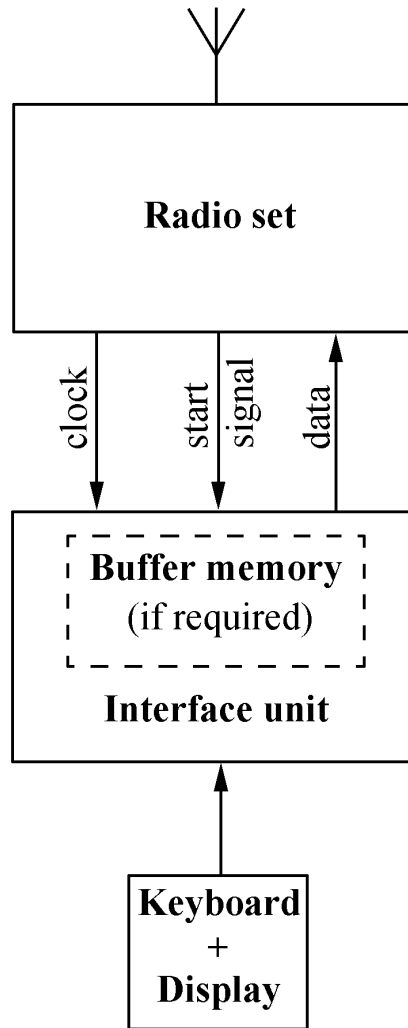 Radio set
clock
start
signal
data
Buffer memory
(if required)
Interface unit
Keyboard
+
Display